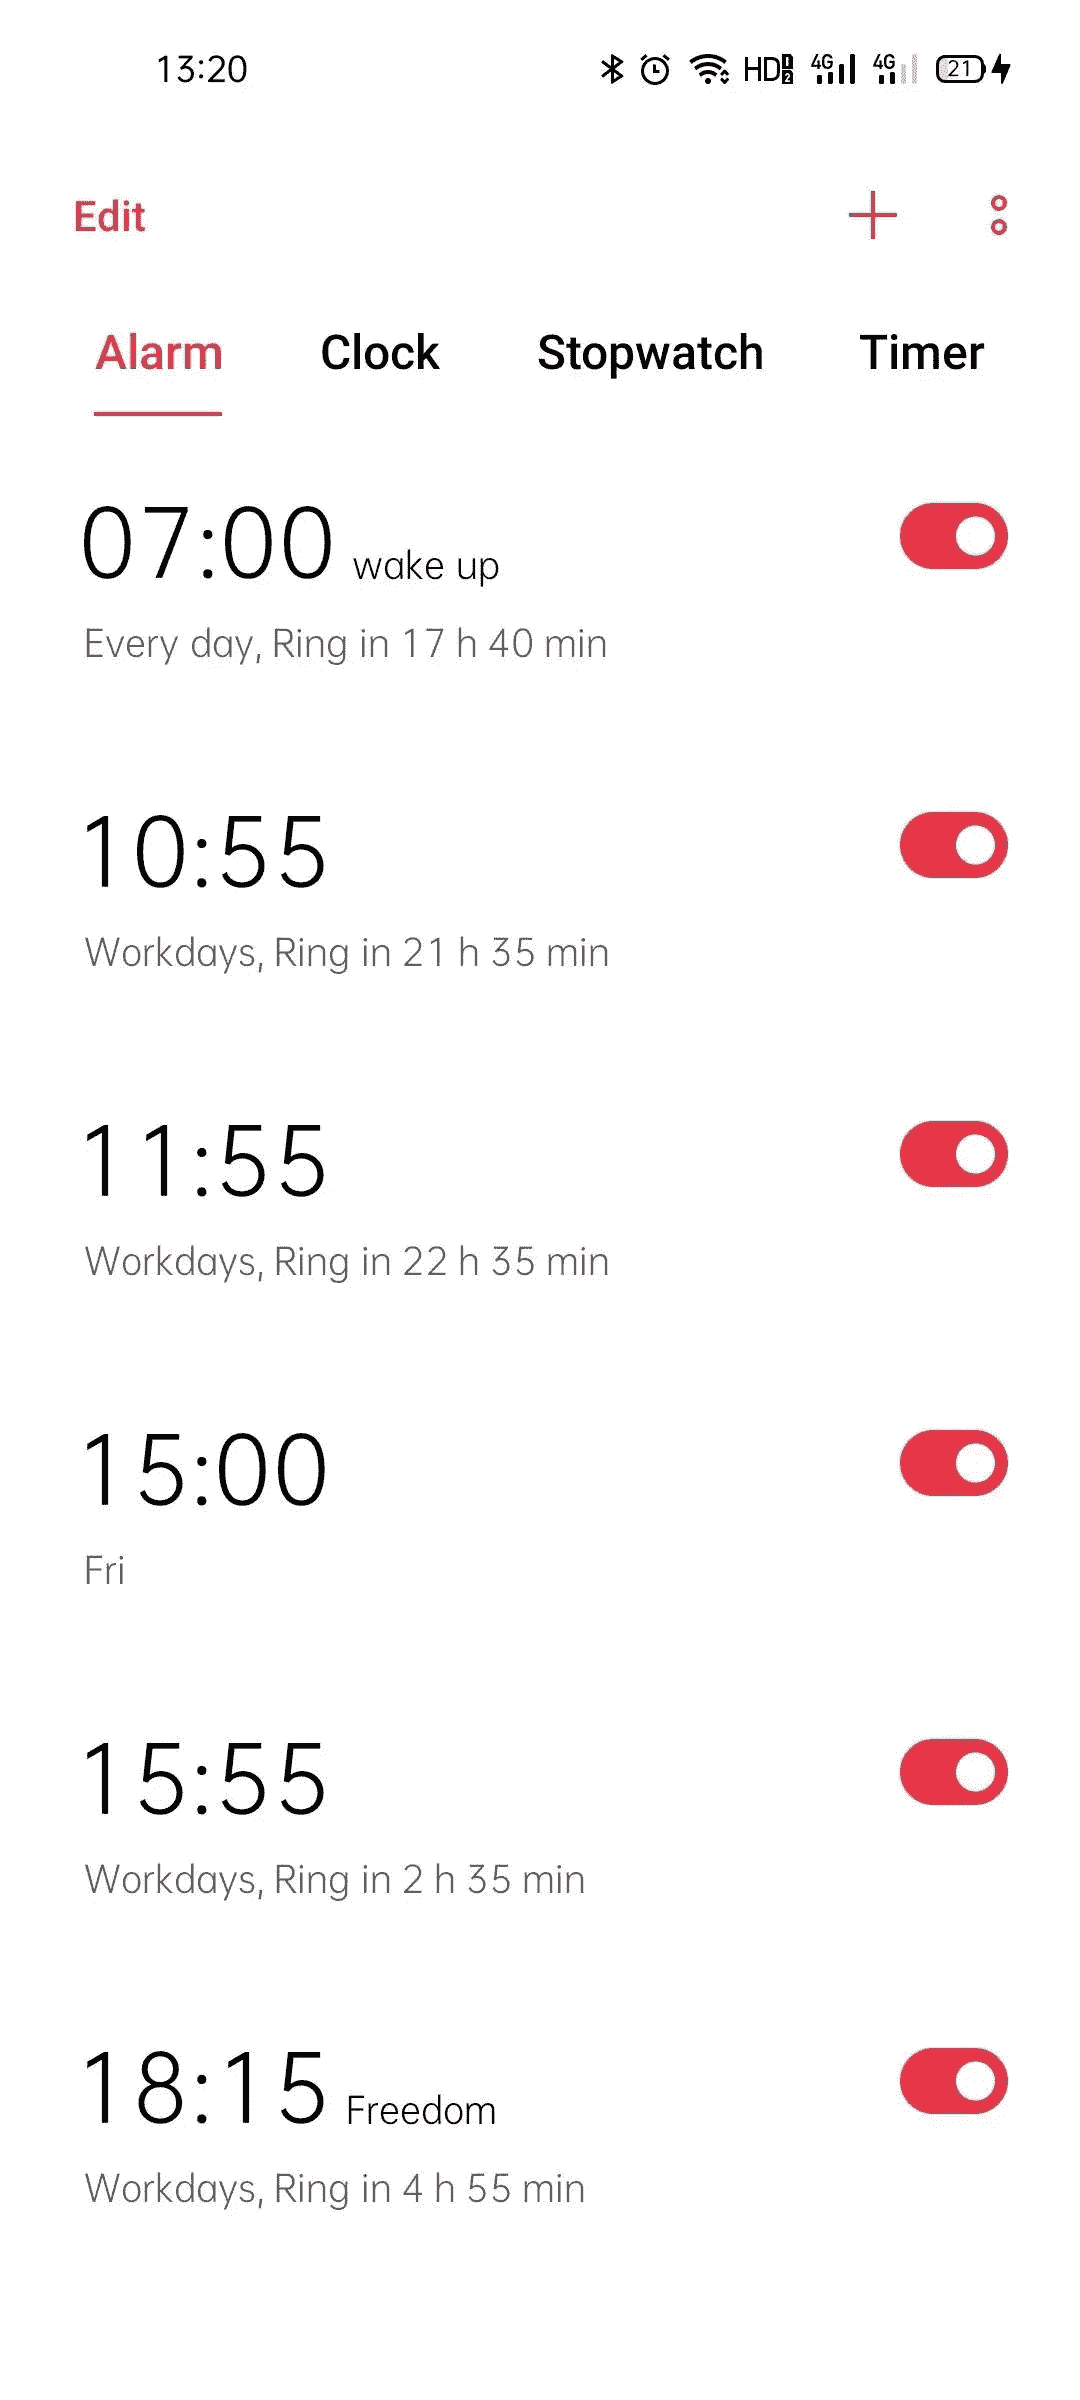 13:20 HD 1 2 4G 4G 21
Edit
Alarm Clock Stopwatch Timer
07:00 wake up
Every day, Ring in 17 h 40 min
10:55
Workdays, Ring in 21 h 35 min
11:55
Workdays, Ring in 22 h 35 min
15:00
Fri
15:55
Workdays, Ring in 2 h 35 min
18:15 Freedom
Workdays, Ring in 4 h 55 min